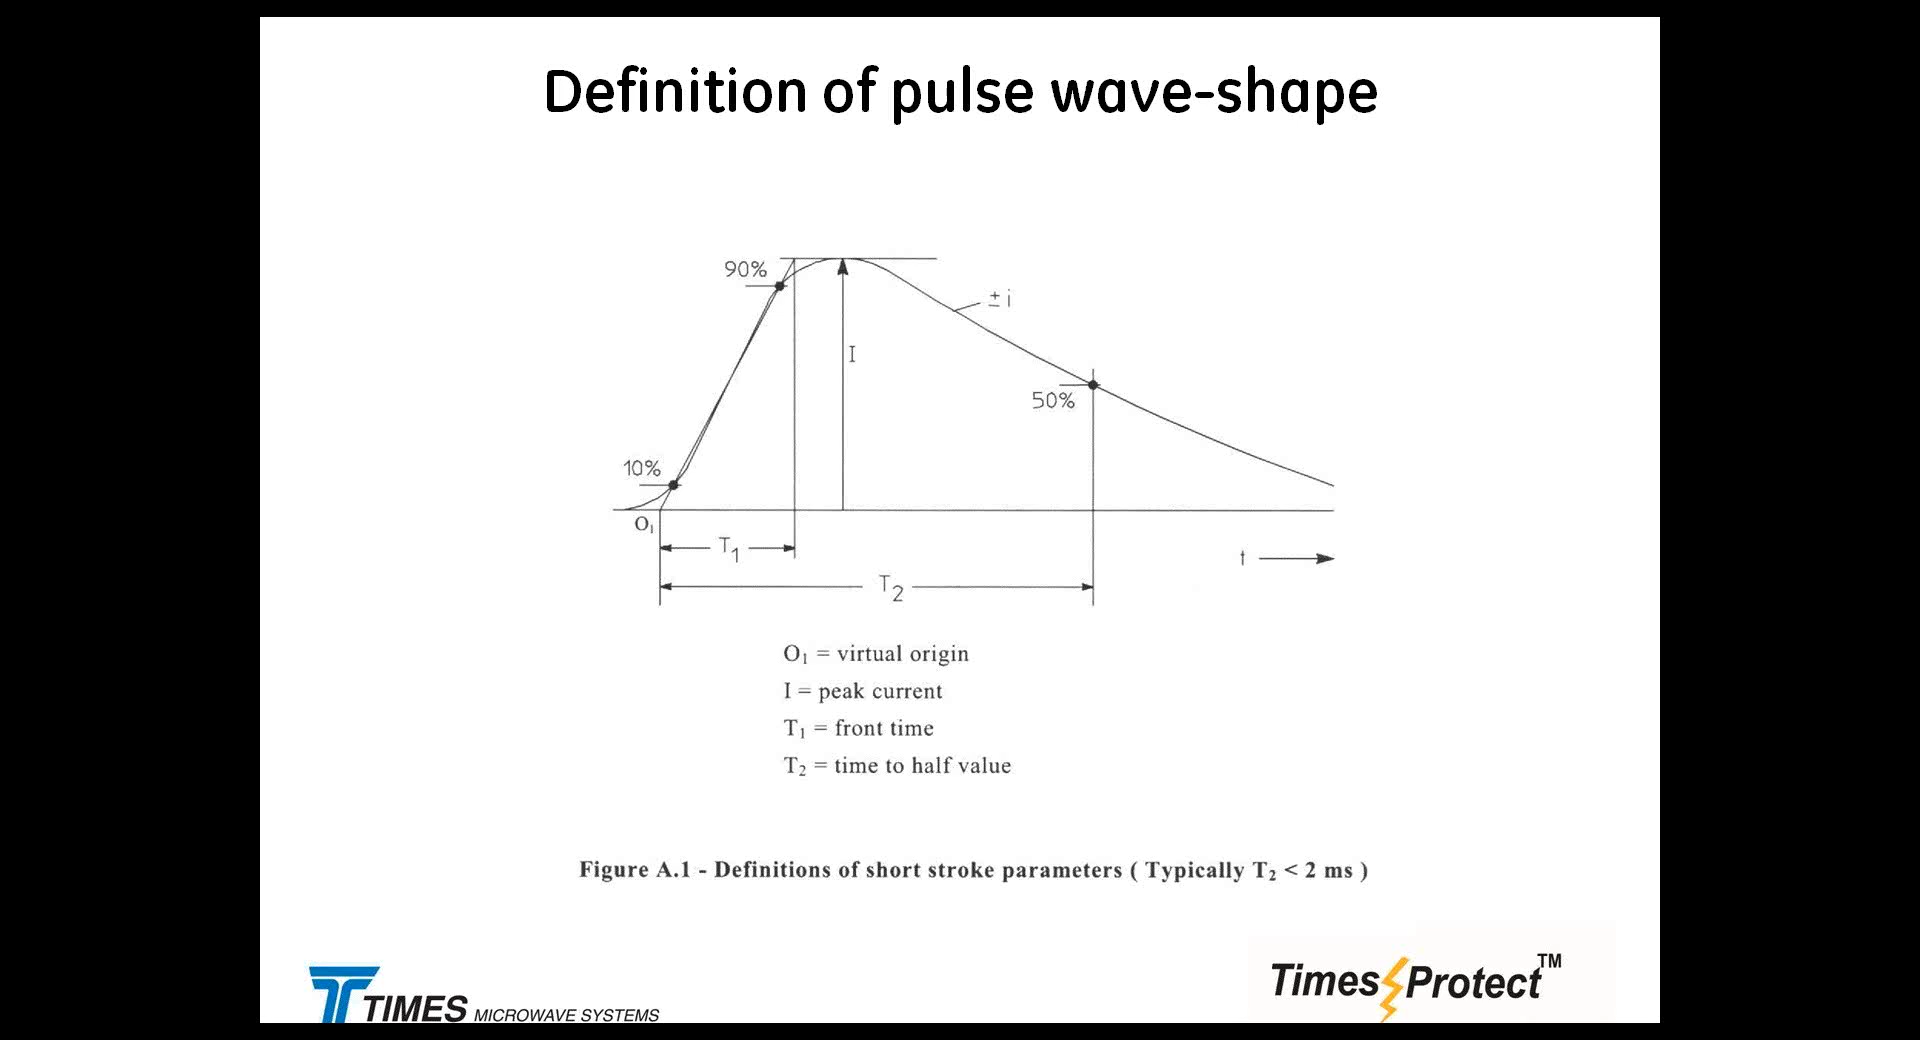 Definition of pulse wave-shape
90%
± i
I
50%
10%
O₁
T₁
t
T₂
O₁ = virtual origin
I = peak current
T₁ = front time
T₂ = time to half value
Figure A.1 - Definitions of short stroke parameters ( Typically T₂ < 2 ms )
TIMES MICROWAVE SYSTEMS
Times Protect™